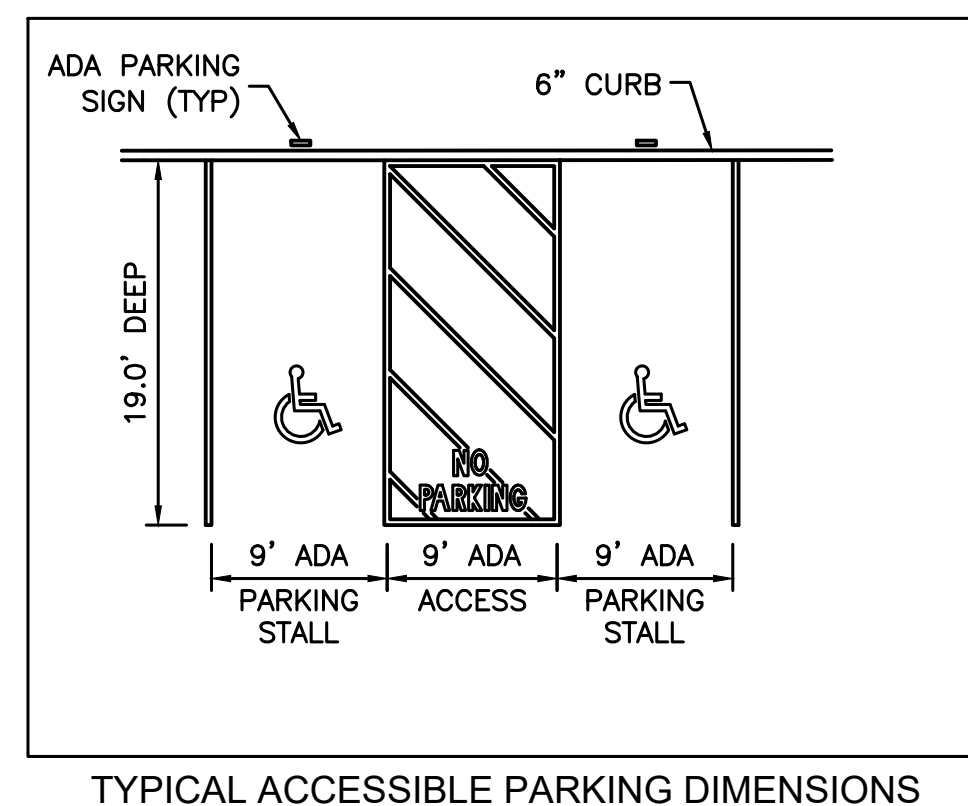 ADA PARKING
SIGN (TYP)
6” CURB
19.0’ DEEP
NO
PARKING
9’ ADA
PARKING
STALL
9’ ADA
ACCESS
9’ ADA
PARKING
STALL
TYPICAL ACCESSIBLE PARKING DIMENSIONS